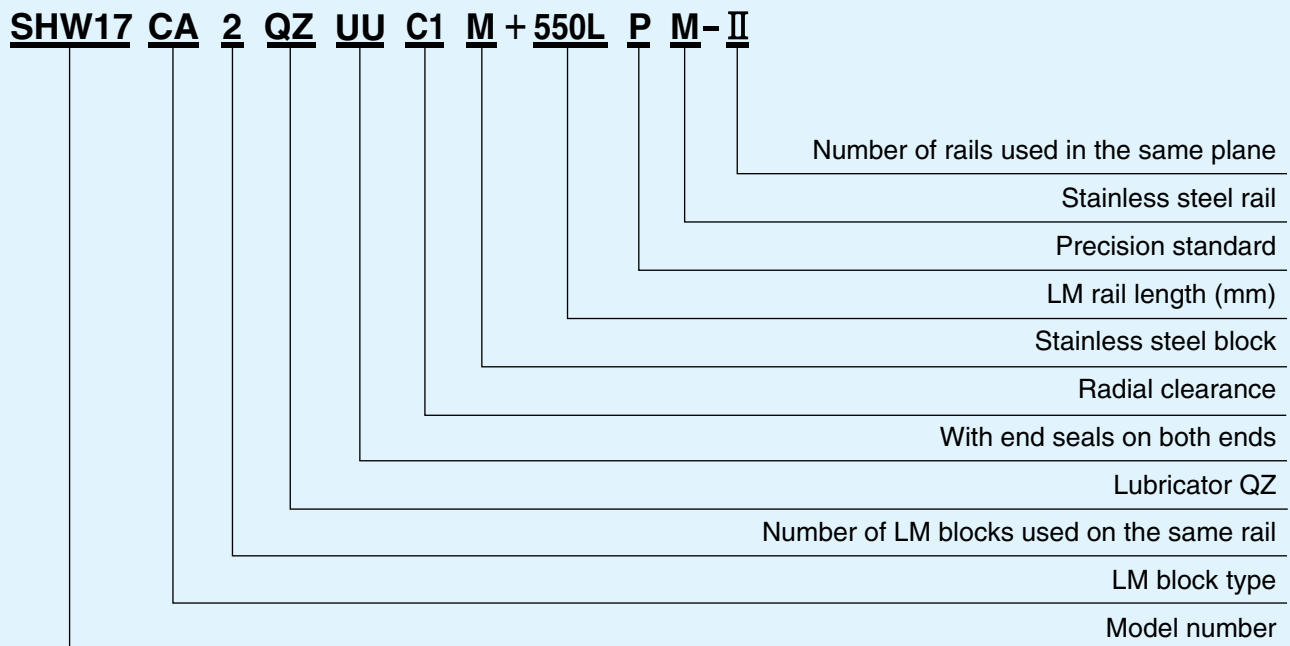 SHW17 CA 2 QZ UU C1 M + 550L P M - Ⅱ
Number of rails used in the same plane
Stainless steel rail
Precision standard
LM rail length (mm)
Stainless steel block
Radial clearance
With end seals on both ends
Lubricator QZ
Number of LM blocks used on the same rail
LM block type
Model number